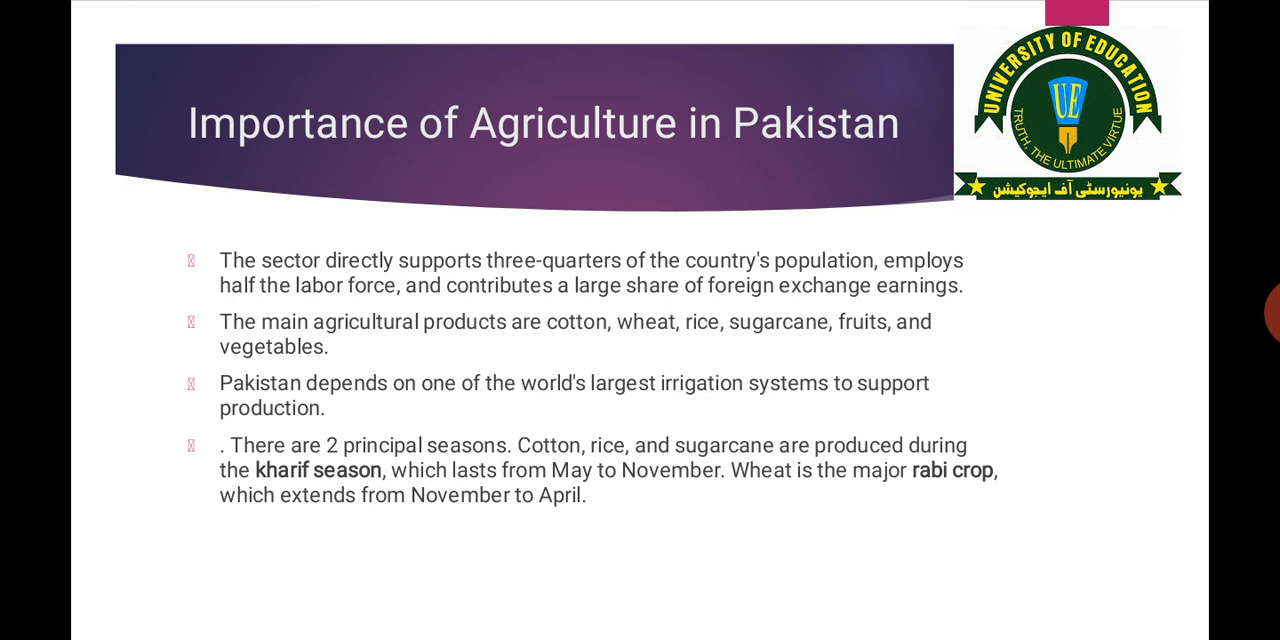 Importance of Agriculture in Pakistan
UNIVERSITY OF EDUCATION
UE
TRUTH, THE ULTIMATE VIRTUE
یونیورسٹی آف ایجوکیشن
The sector directly supports three-quarters of the country's population, employs
half the labor force, and contributes a large share of foreign exchange earnings.
The main agricultural products are cotton, wheat, rice, sugarcane, fruits, and
vegetables.
Pakistan depends on one of the world's largest irrigation systems to support
production.
. There are 2 principal seasons. Cotton, rice, and sugarcane are produced during
the kharif season, which lasts from May to November. Wheat is the major rabi crop,
which extends from November to April.